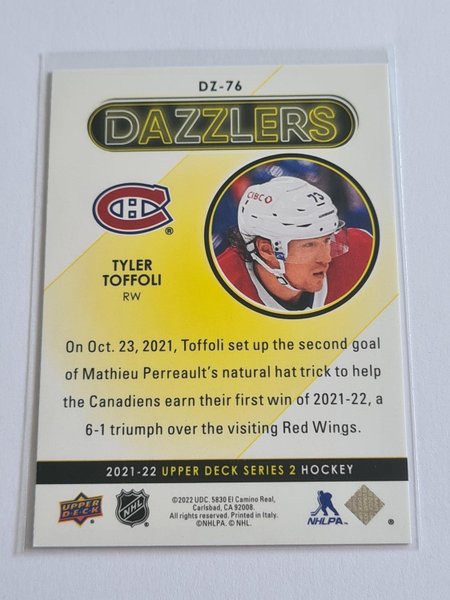 DZ-76
DAZZLERS
®
TYLER
TOFFOLI
RW
CIBC
73
On Oct. 23, 2021, Toffoli set up the second goal
of Mathieu Perreault's natural hat trick to help
the Canadiens earn their first win of 2021-22, a
6-1 triumph over the visiting Red Wings.
2021-22 UPPER DECK SERIES 2 HOCKEY
UPPER
DECK
®
NHL
©2022 UDC. 5830 El Camino Real,
Carlsbad, CA 92008.
All rights reserved. Printed in Italy.
©NHLPA. © NHL.
NHLPA
®